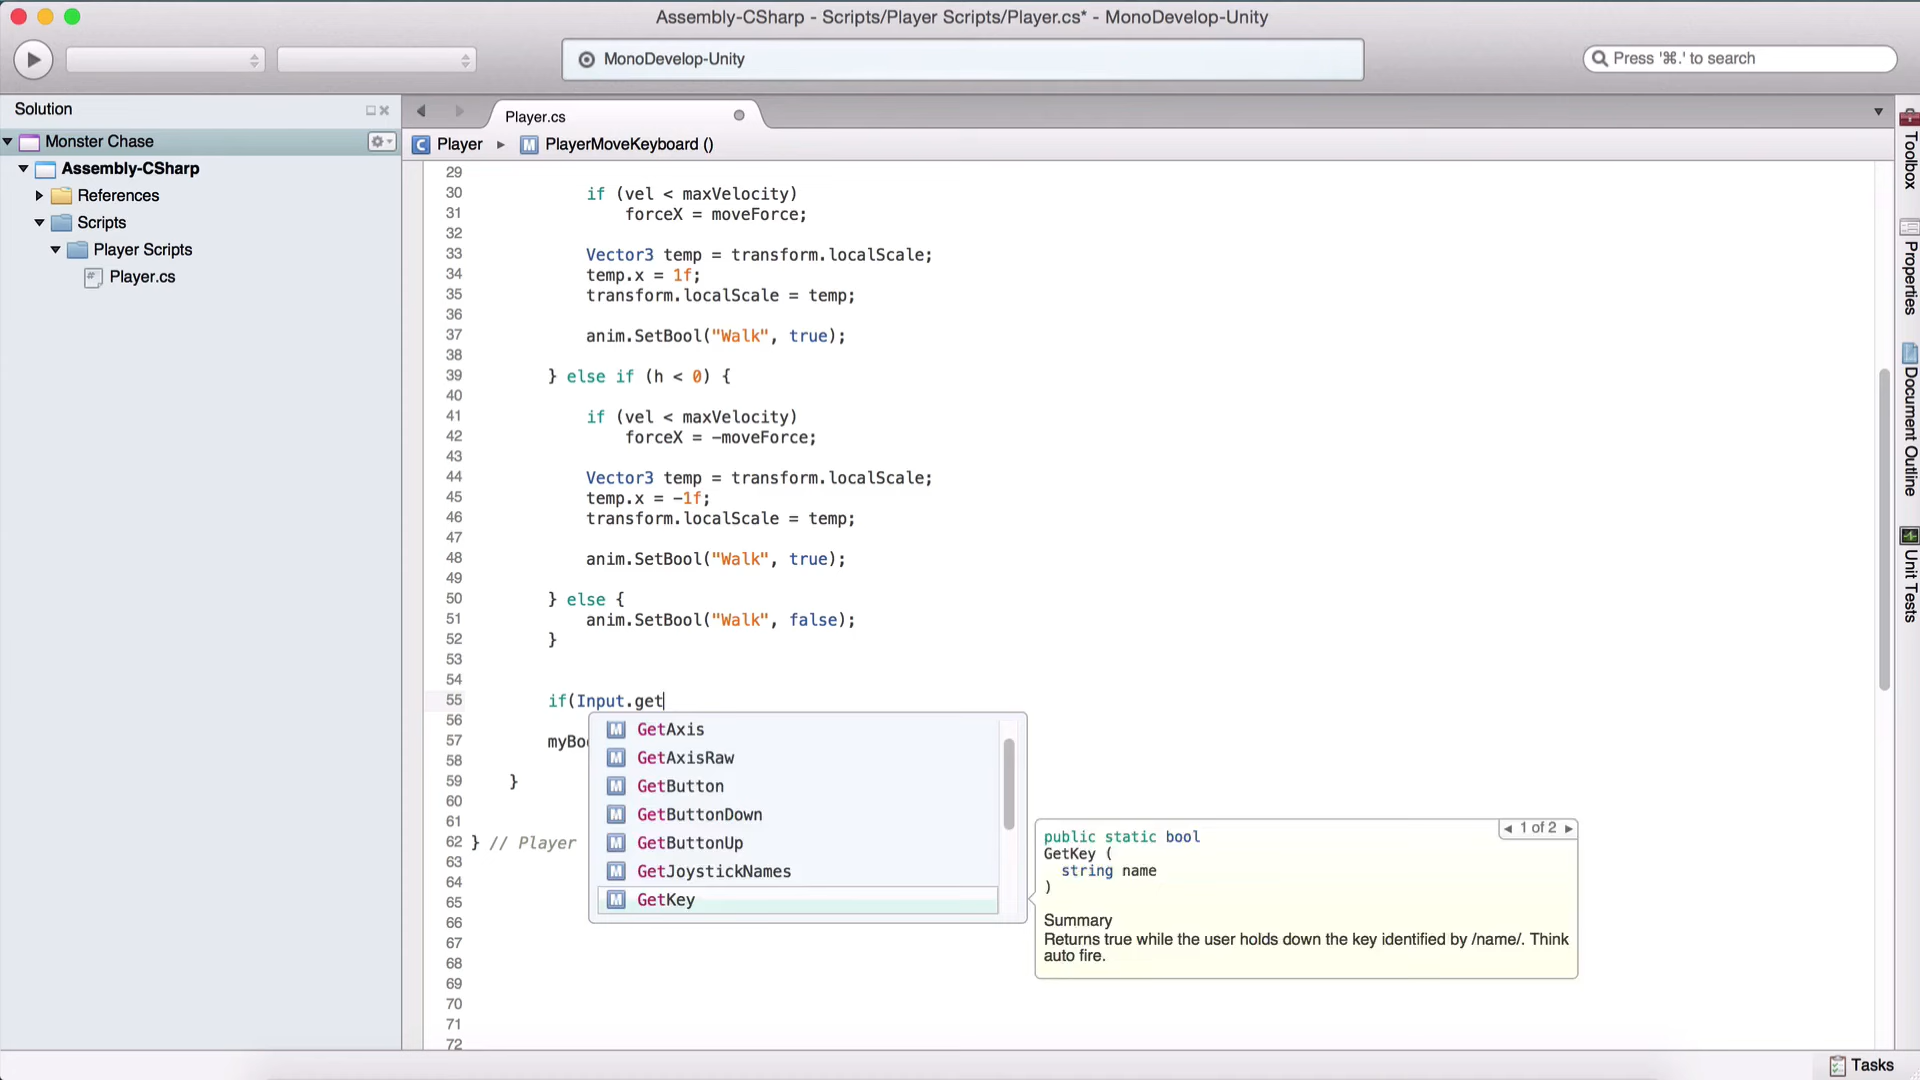 Assembly-CSharp - Scripts/Player Scripts/Player.cs* - MonoDevelop-Unity
MonoDevelop-Unity
Press '⌘.' to search
Solution
Monster Chase
Assembly-CSharp
References
Scripts
Player Scripts
Player.cs
Player.cs
Player ▸ PlayerMoveKeyboard ()
29
30 if (vel < maxVelocity)
31 forceX = moveForce;
32
33 Vector3 temp = transform.localScale;
34 temp.x = 1f;
35 transform.localScale = temp;
36
37 anim.SetBool("Walk", true);
38
39 } else if (h < 0) {
40
41 if (vel < maxVelocity)
42 forceX = -moveForce;
43
44 Vector3 temp = transform.localScale;
45 temp.x = -1f;
46 transform.localScale = temp;
47
48 anim.SetBool("Walk", true);
49
50 } else {
51 anim.SetBool("Walk", false);
52 }
53
54
55 if(Input.get
56
57 myBo
58
59 }
60
61
62 } // Player
63
64
65
66
67
68
69
70
71
72
M GetAxis
M GetAxisRaw
M GetButton
M GetButtonDown
M GetButtonUp
M GetJoystickNames
M GetKey
1 of 2
public static bool
GetKey (
string name
)
Summary
Returns true while the user holds down the key identified by /name/. Think
auto fire.
Toolbox
Properties
Document Outline
Unit Tests
Tasks